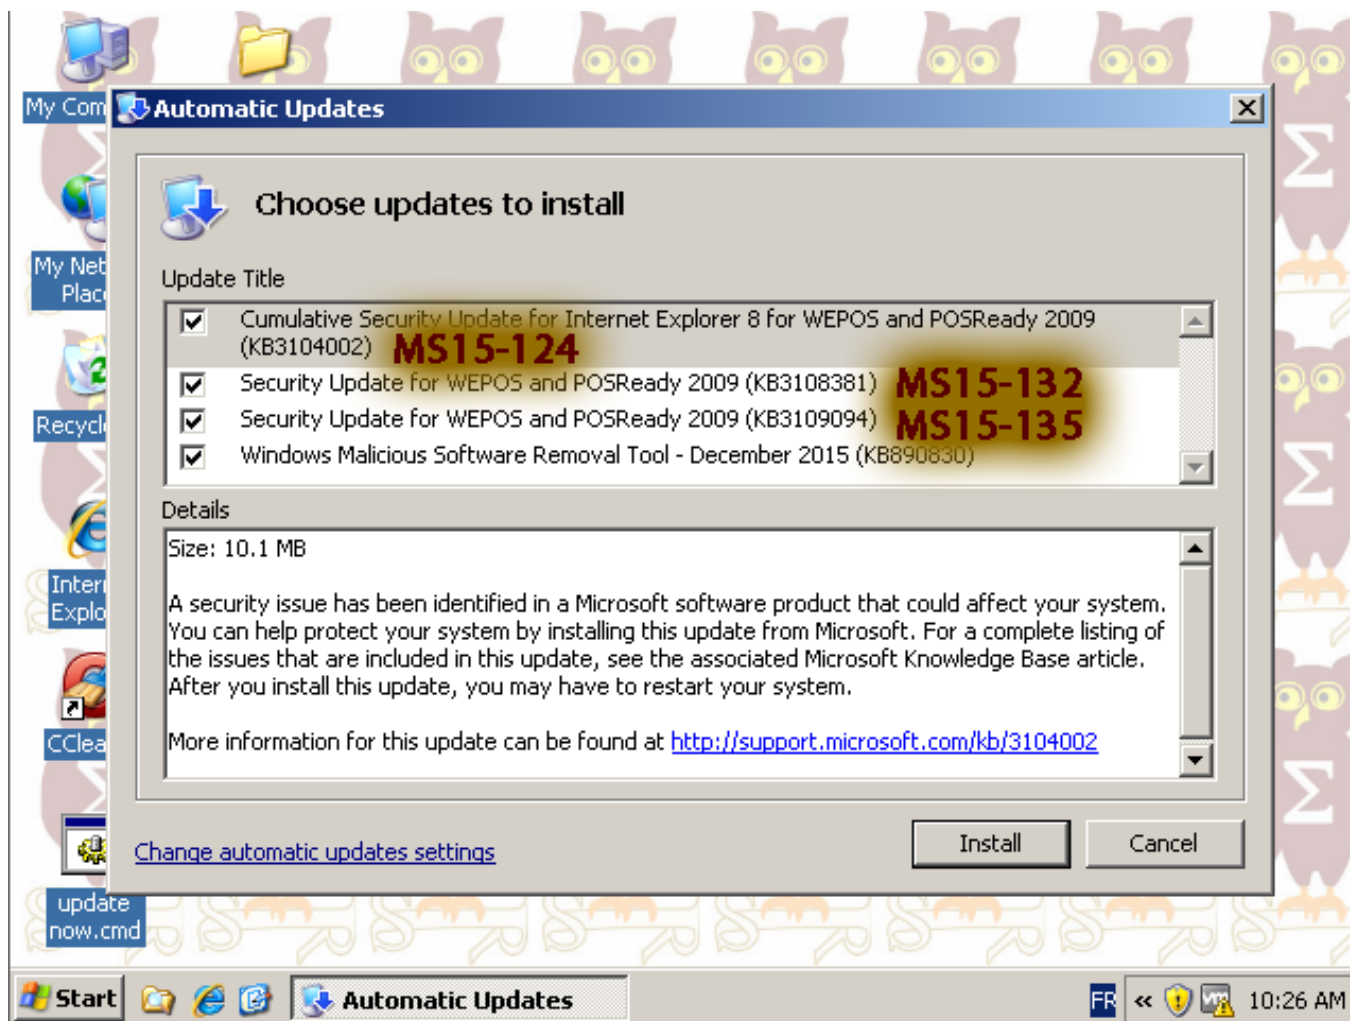 My Com
Automatic Updates
Choose updates to install
My Net
Plac
Update Title
Cumulative Security Update for Internet Explorer 8 for WEPOS and POSReady 2009
(KB3104002) MS15-124
Security Update for WEPOS and POSReady 2009 (KB3108381) MS15-132
Security Update for WEPOS and POSReady 2009 (KB3109094) MS15-135
Recycl
Windows Malicious Software Removal Tool - December 2015 (KB890830)
Details
Size: 10.1 MB
Intern
Explo
A security issue has been identified in a Microsoft software product that could affect your system.
You can help protect your system by installing this update from Microsoft. For a complete listing of
the issues that are included in this update, see the associated Microsoft Knowledge Base article.
After you install this update, you may have to restart your system.
CClea
More information for this update can be found at http://support.microsoft.com/kb/3104002
Change automatic updates settings
Install
Cancel
update
now.cmd
Start
Automatic Updates
FR
«
10:26 AM